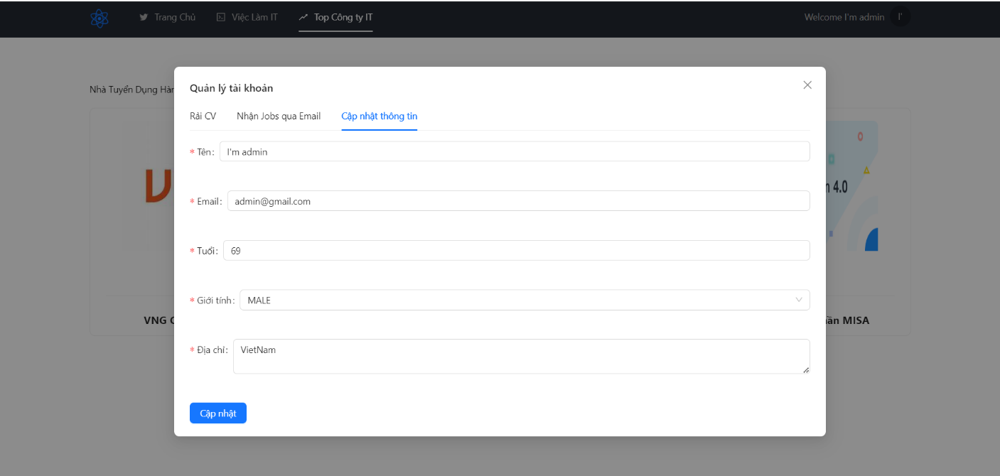 Trang Chủ Việc Làm IT Top Công ty IT Welcome I'm admin I'
Nhà Tuyển Dụng Hàn
Quản lý tài khoản
Rải CV Nhận Jobs qua Email Cập nhật thông tin
* Tên: I'm admin
* Email: admin@gmail.com
* Tuổi: 69
* Giới tính: MALE
* Địa chỉ: VietNam
Cập nhật
4.0
VNG
MISA